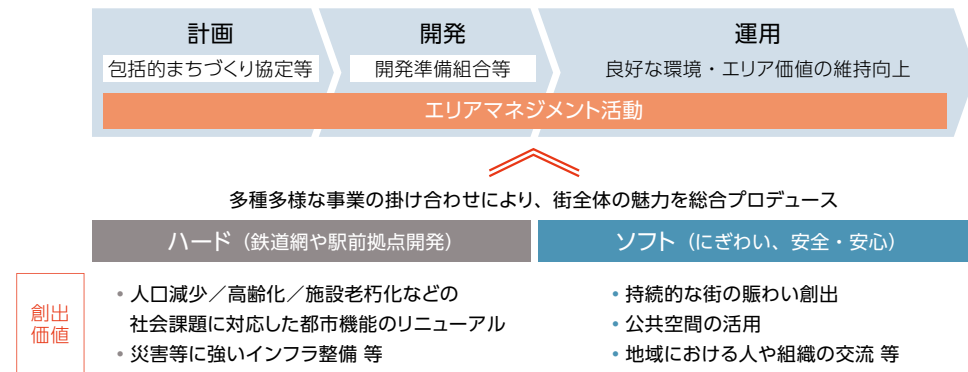 計画
包括的まちづくり協定等
開発
開発準備組合等
運用
良好な環境・エリア価値の維持向上
エリアマネジメント活動
多種多様な事業の掛け合わせにより、街全体の魅力を総合プロデュース
ハード（鉄道網や駅前拠点開発）
ソフト（にぎわい、安全・安心）
創出
価値
・人口減少／高齢化／施設老朽化などの
社会課題に対応した都市機能のリニューアル
・災害等に強いインフラ整備 等
・持続的な街の賑わい創出
・公共空間の活用
・地域における人や組織の交流 等